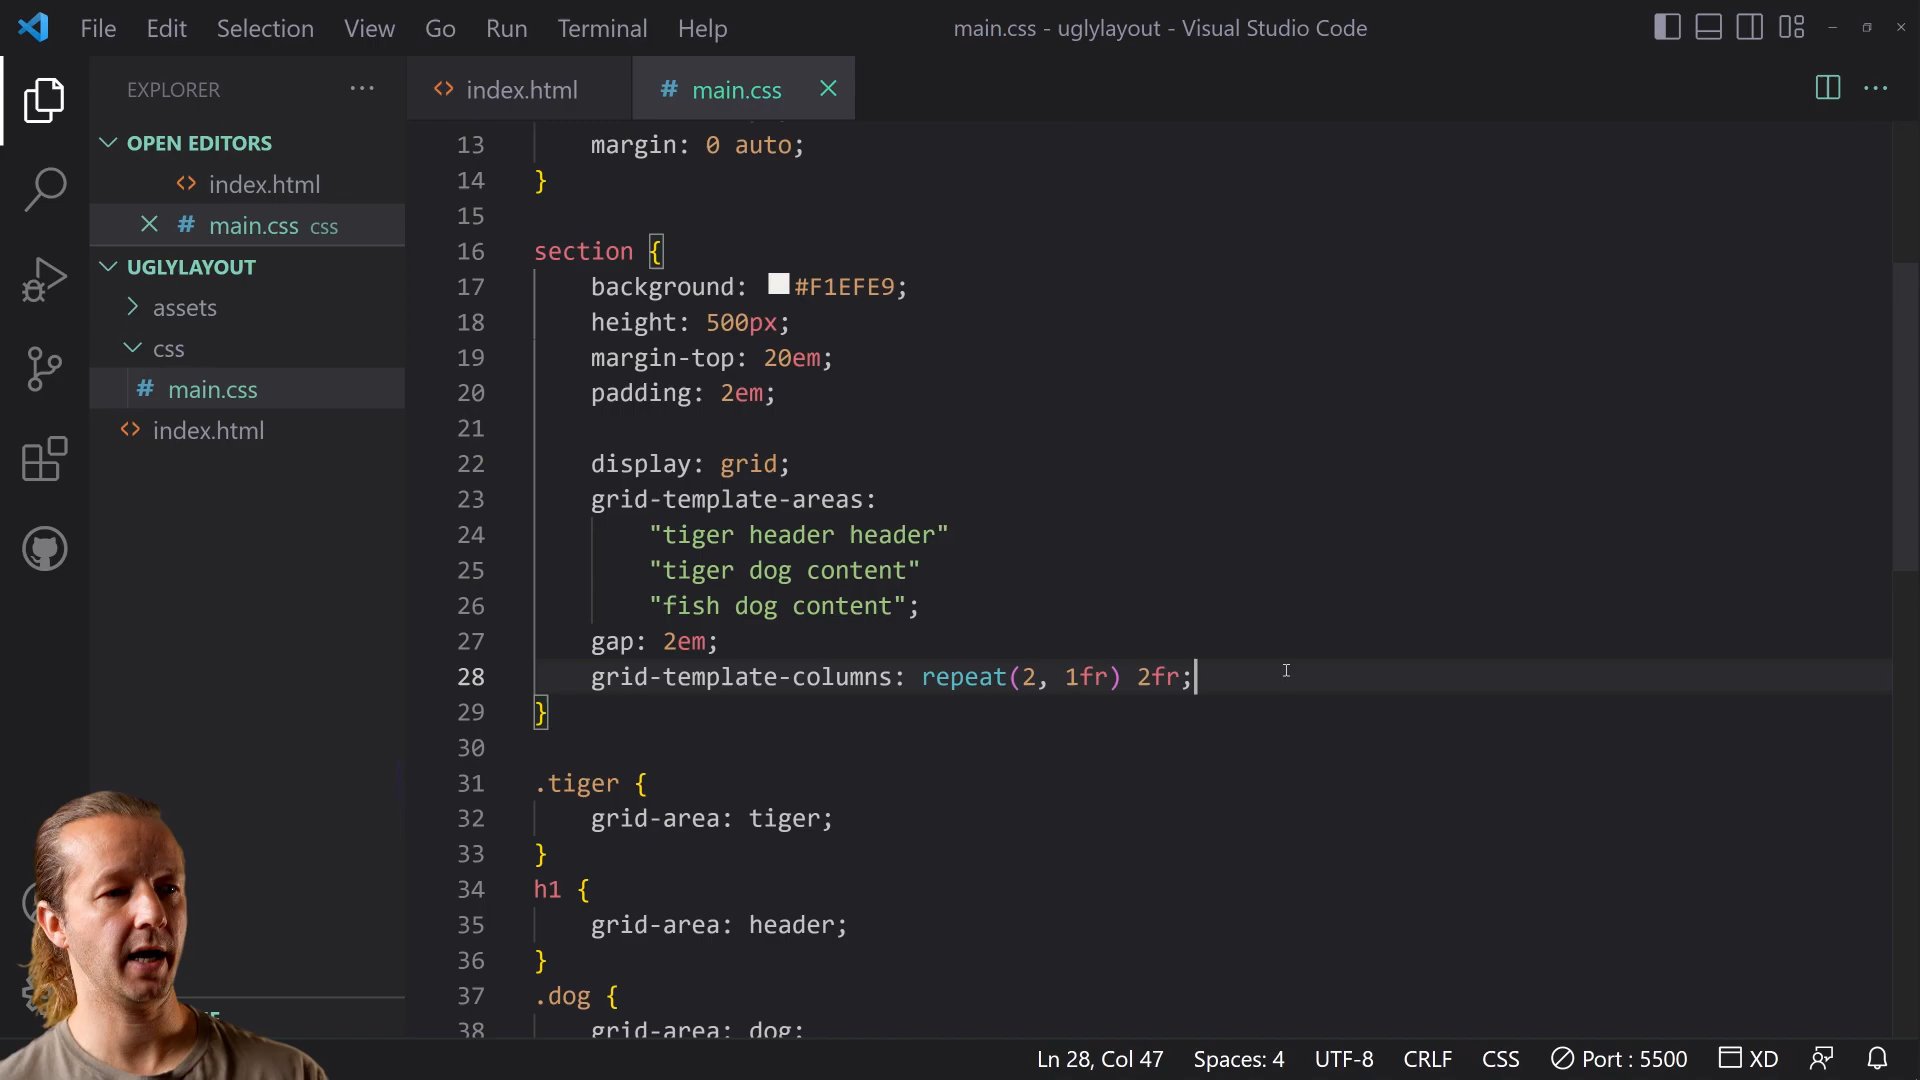 File Edit Selection View Go Run Terminal Help
main.css - uglylayout - Visual Studio Code
EXPLORER
index.html
# main.css
OPEN EDITORS
index.html
# main.css css
UGLYLAYOUT
assets
css
# main.css
index.html
13 margin: 0 auto;
14 }
15
16 section {
17 background: #F1EFE9;
18 height: 500px;
19 margin-top: 20em;
20 padding: 2em;
21
22 display: grid;
23 grid-template-areas:
24 "tiger header header"
25 "tiger dog content"
26 "fish dog content";
27 gap: 2em;
28 grid-template-columns: repeat(2, 1fr) 2fr;
29 }
30
31 .tiger {
32 grid-area: tiger;
33 }
34 h1 {
35 grid-area: header;
36 }
37 .dog {
38 grid-area: dog;
Ln 28, Col 47 Spaces: 4 UTF-8 CRLF CSS Port : 5500 XD